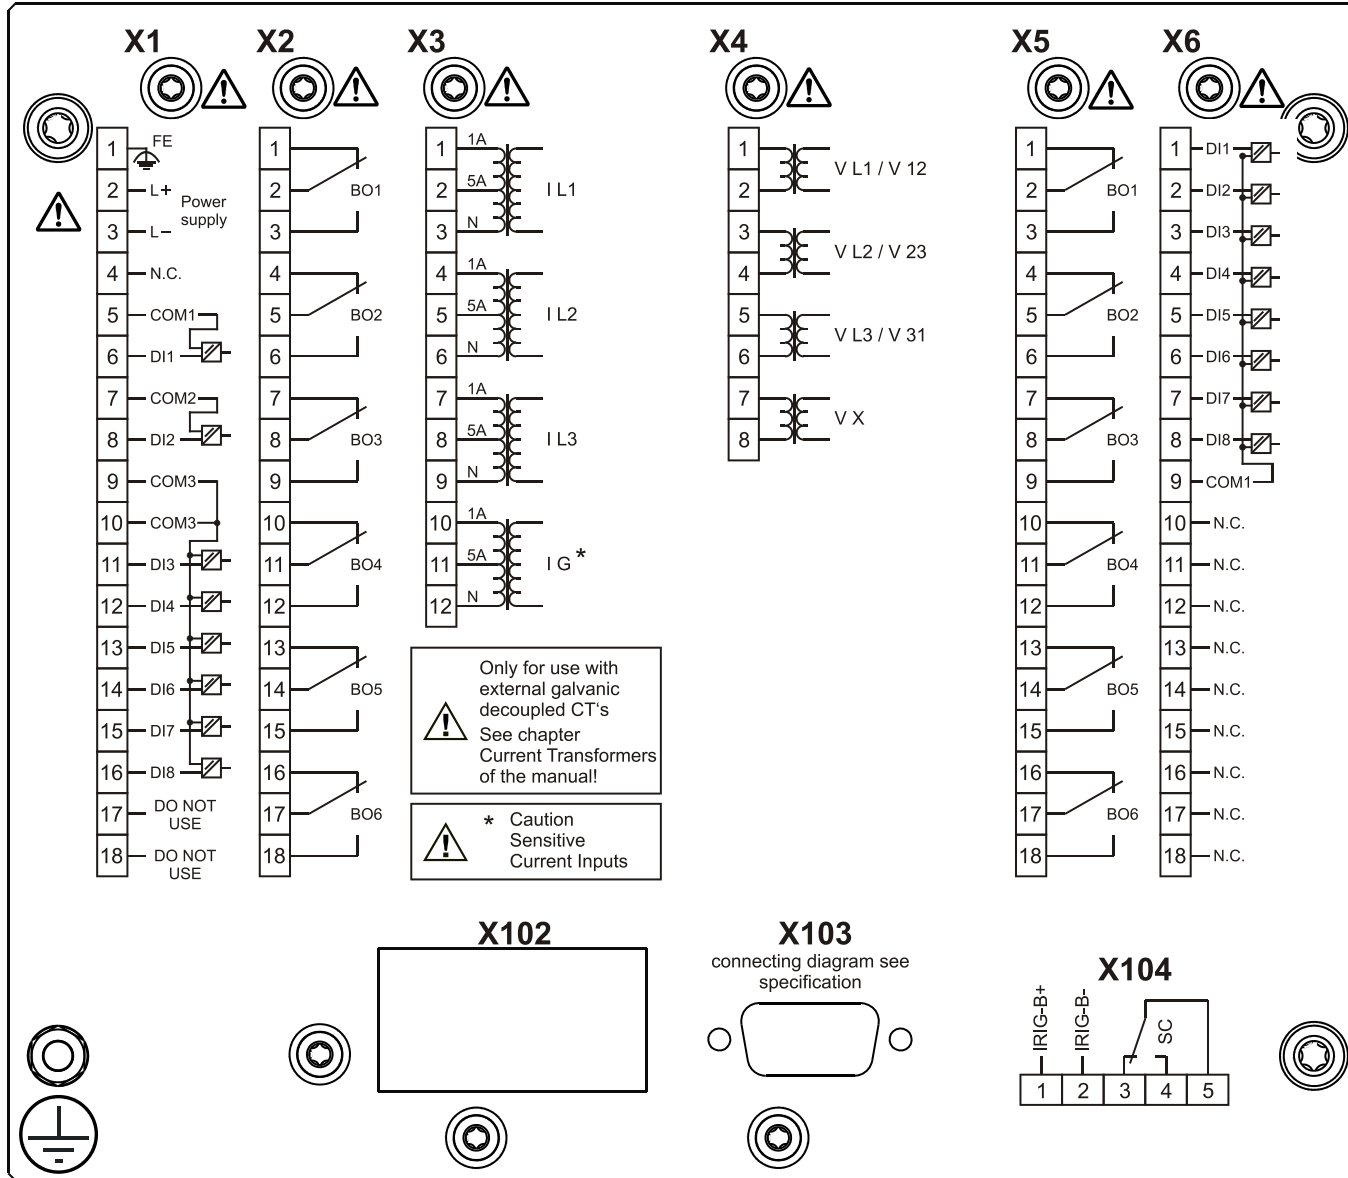 X1 X2 X3 X4 X5 X6
1 FE
2 L+
3 L−
Power
supply
4 N.C.
5 COM1
6 DI1
7 COM2
8 DI2
9 COM3
10 COM3
11 DI3
12 DI4
13 DI5
14 DI6
15 DI7
16 DI8
17 DO NOT
USE
18 DO NOT
USE
1
2 BO1
3
4
5 BO2
6
7
8 BO3
9
10
11 BO4
12
13
14 BO5
15
16
17 BO6
18
1 1A
2 5A I L1
3 N
4 1A
5 5A I L2
6 N
7 1A
8 5A I L3
9 N
10 1A
11 5A I G *
12 N
Only for use with
external galvanic
decoupled CT's
See chapter
Current Transformers
of the manual!
* Caution
Sensitive
Current Inputs
1
V L1 / V 12
2
3
V L2 / V 23
4
5
V L3 / V 31
6
7
V X
8
1
2 BO1
3
4
5 BO2
6
7
8 BO3
9
10
11 BO4
12
13
14 BO5
15
16
17 BO6
18
1 DI1
2 DI2
3 DI3
4 DI4
5 DI5
6 DI6
7 DI7
8 DI8
9 COM1
10 N.C.
11 N.C.
12 N.C.
13 N.C.
14 N.C.
15 N.C.
16 N.C.
17 N.C.
18 N.C.
X102
X103
connecting diagram see
specification
X104
IRIG-B+
IRIG-B-
SC
1 2 3 4 5